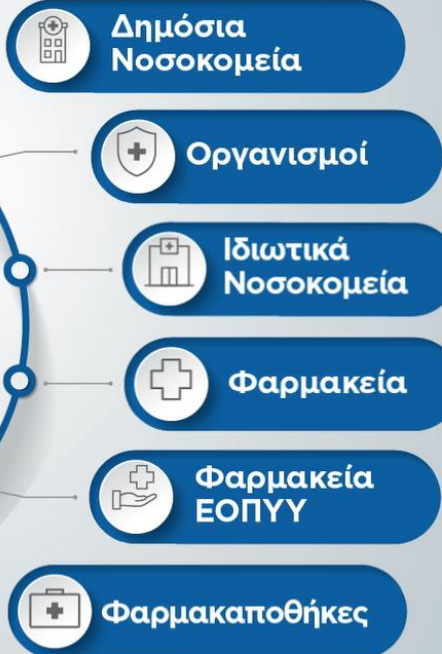 Δημόσια
Νοσοκομεία
Οργανισμοί
Ιδιωτικά
Νοσοκομεία
Φαρμακεία
Φαρμακεία
ΕΟΠΥΥ
Φαρμακαποθήκες